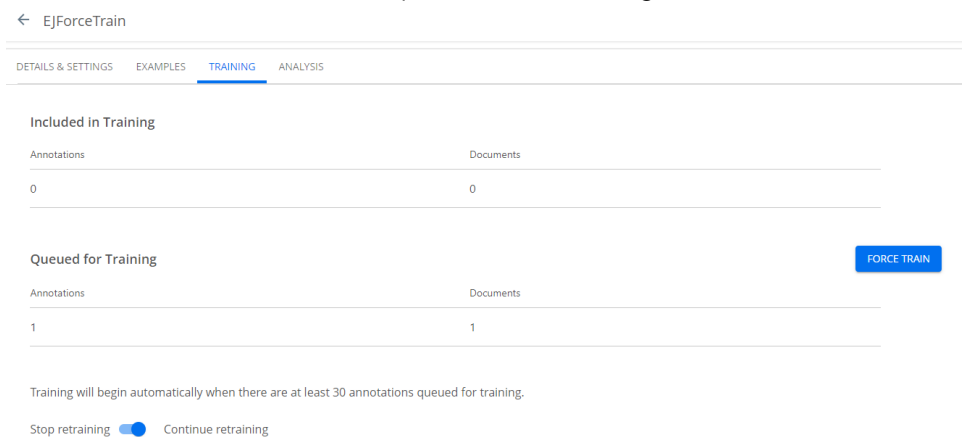 EJForceTrain
DETAILS & SETTINGS EXAMPLES TRAINING ANALYSIS
Included in Training
Annotations Documents
0 0
Queued for Training FORCE TRAIN
Annotations Documents
1 1
Training will begin automatically when there are at least 30 annotations queued for training.
Stop retraining Continue retraining